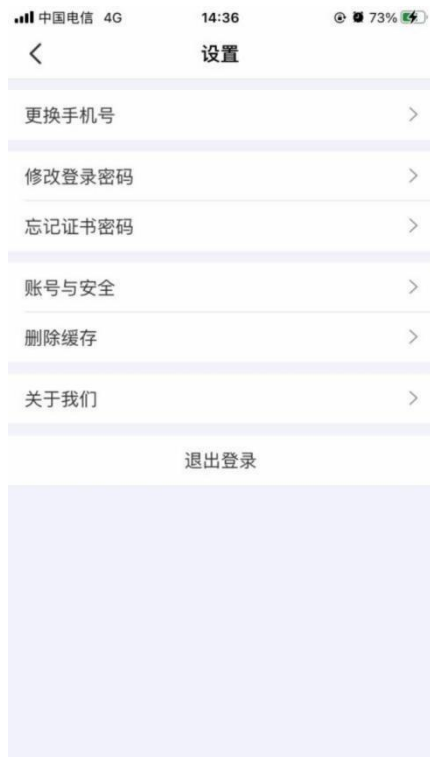 中国电信 4G 14:36 73%
设置
更换手机号
修改登录密码
忘记证书密码
账号与安全
删除缓存
关于我们
退出登录